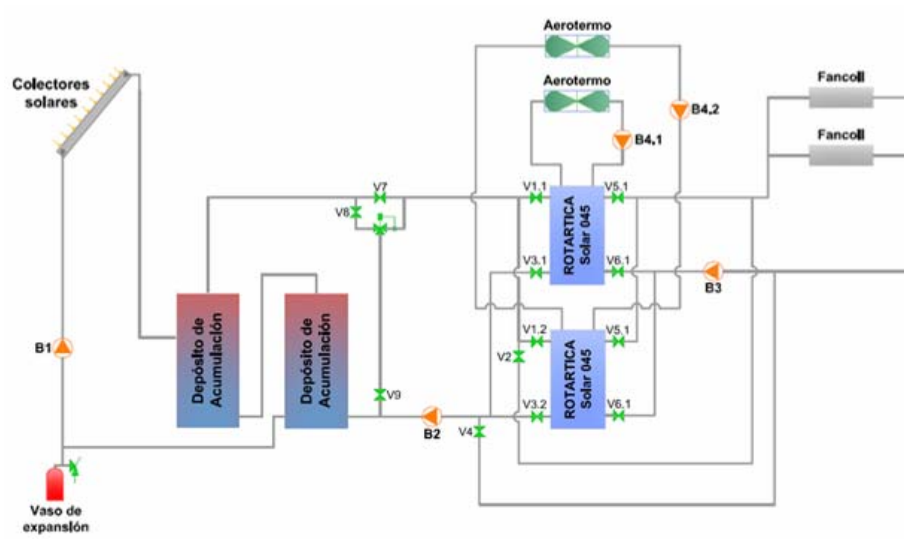 Aerotermo
Colectores
solares
Aerotermo
Fancoil
B4.2
Fancoil
B4.1
V7
V8
V1.1
V5.1
ROTARTICA
Solar 045
V3.1
V6.1
B3
Depósito de
Acumulación
Depósito de
Acumulación
B1
V1.2
V5.1
V2
ROTARTICA
Solar 045
V9
V3.2
V6.1
B2
V4
Vaso de
expansión